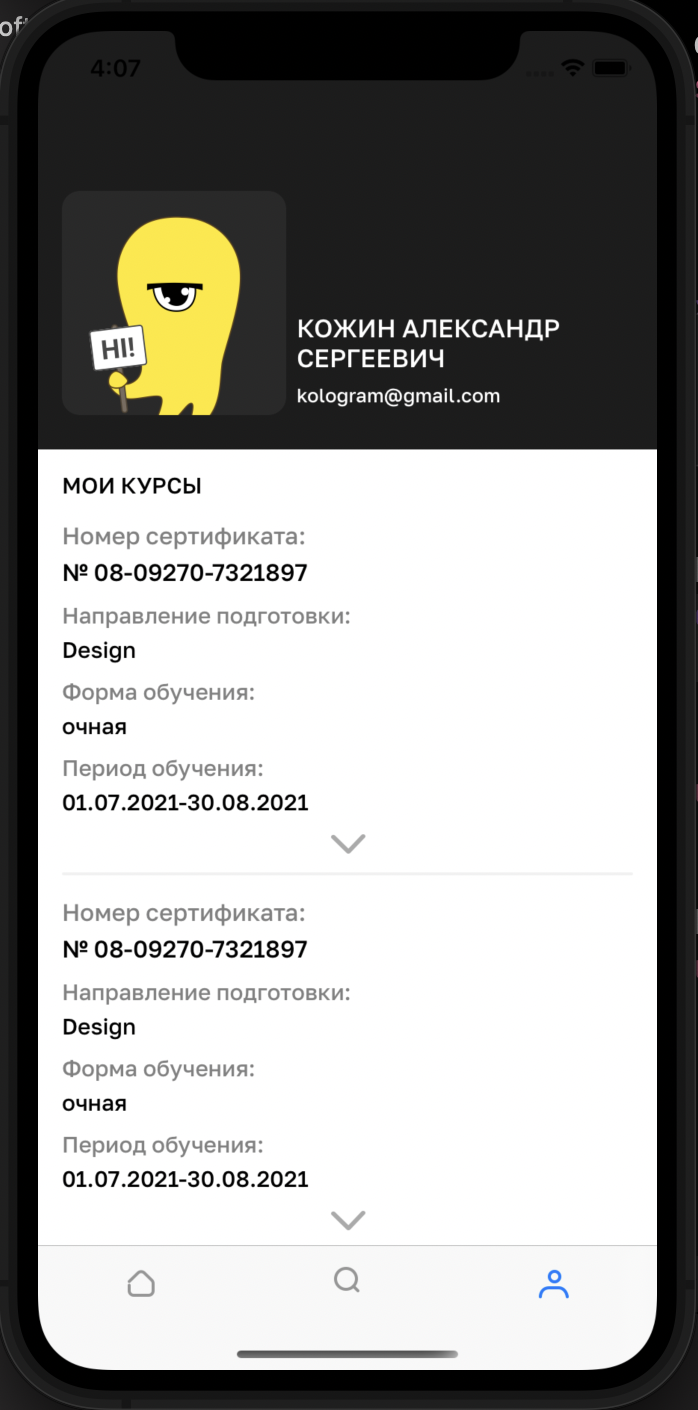 4:07
HI!
КОЖИН АЛЕКСАНДР
СЕРГЕЕВИЧ
kologram@gmail.com
МОИ КУРСЫ
Номер сертификата:
№ 08-09270-7321897
Направление подготовки:
Design
Форма обучения:
очная
Период обучения:
01.07.2021-30.08.2021
Номер сертификата:
№ 08-09270-7321897
Направление подготовки:
Design
Форма обучения:
очная
Период обучения:
01.07.2021-30.08.2021